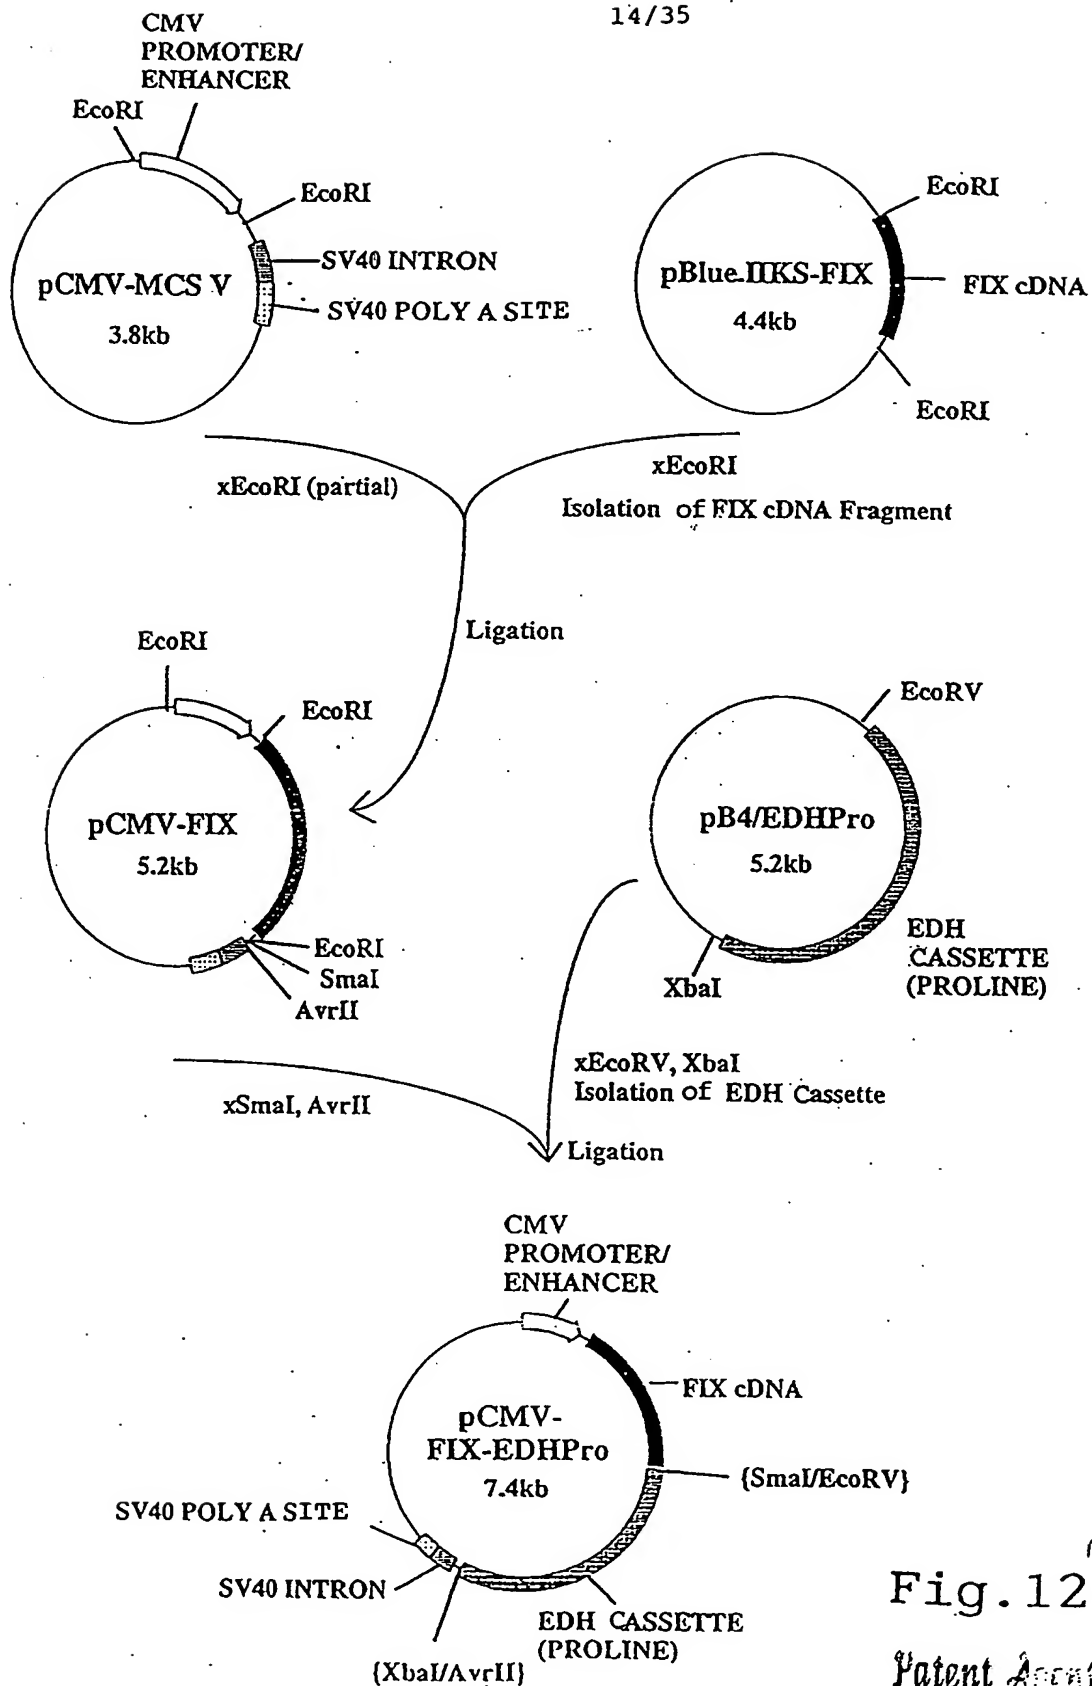 14/35
CMV
PROMOTER/
ENHANCER
EcoRI
EcoRI
SV40 INTRON
SV40 POLY A SITE
pCMV-MCS V
3.8kb
EcoRI
pBlue.IIKS-FIX
4.4kb
FIX cDNA
EcoRI
xEcoRI (partial)
xEcoRI
Isolation of FIX cDNA Fragment
Ligation
EcoRI
EcoRI
pCMV-FIX
5.2kb
EcoRI
SmaI
AvrII
EcoRV
pB4/EDHPro
5.2kb
EDH
CASSETTE
(PROLINE)
XbaI
xSmaI, AvrII
xEcoRV, XbaI
Isolation of EDH Cassette
Ligation
CMV
PROMOTER/
ENHANCER
FIX cDNA
pCMV-
FIX-EDHPro
7.4kb
{SmaI/EcoRV}
SV40 POLY A SITE
SV40 INTRON
EDH CASSETTE
(PROLINE)
{XbaI/AvrII}
Fig.12
Patent